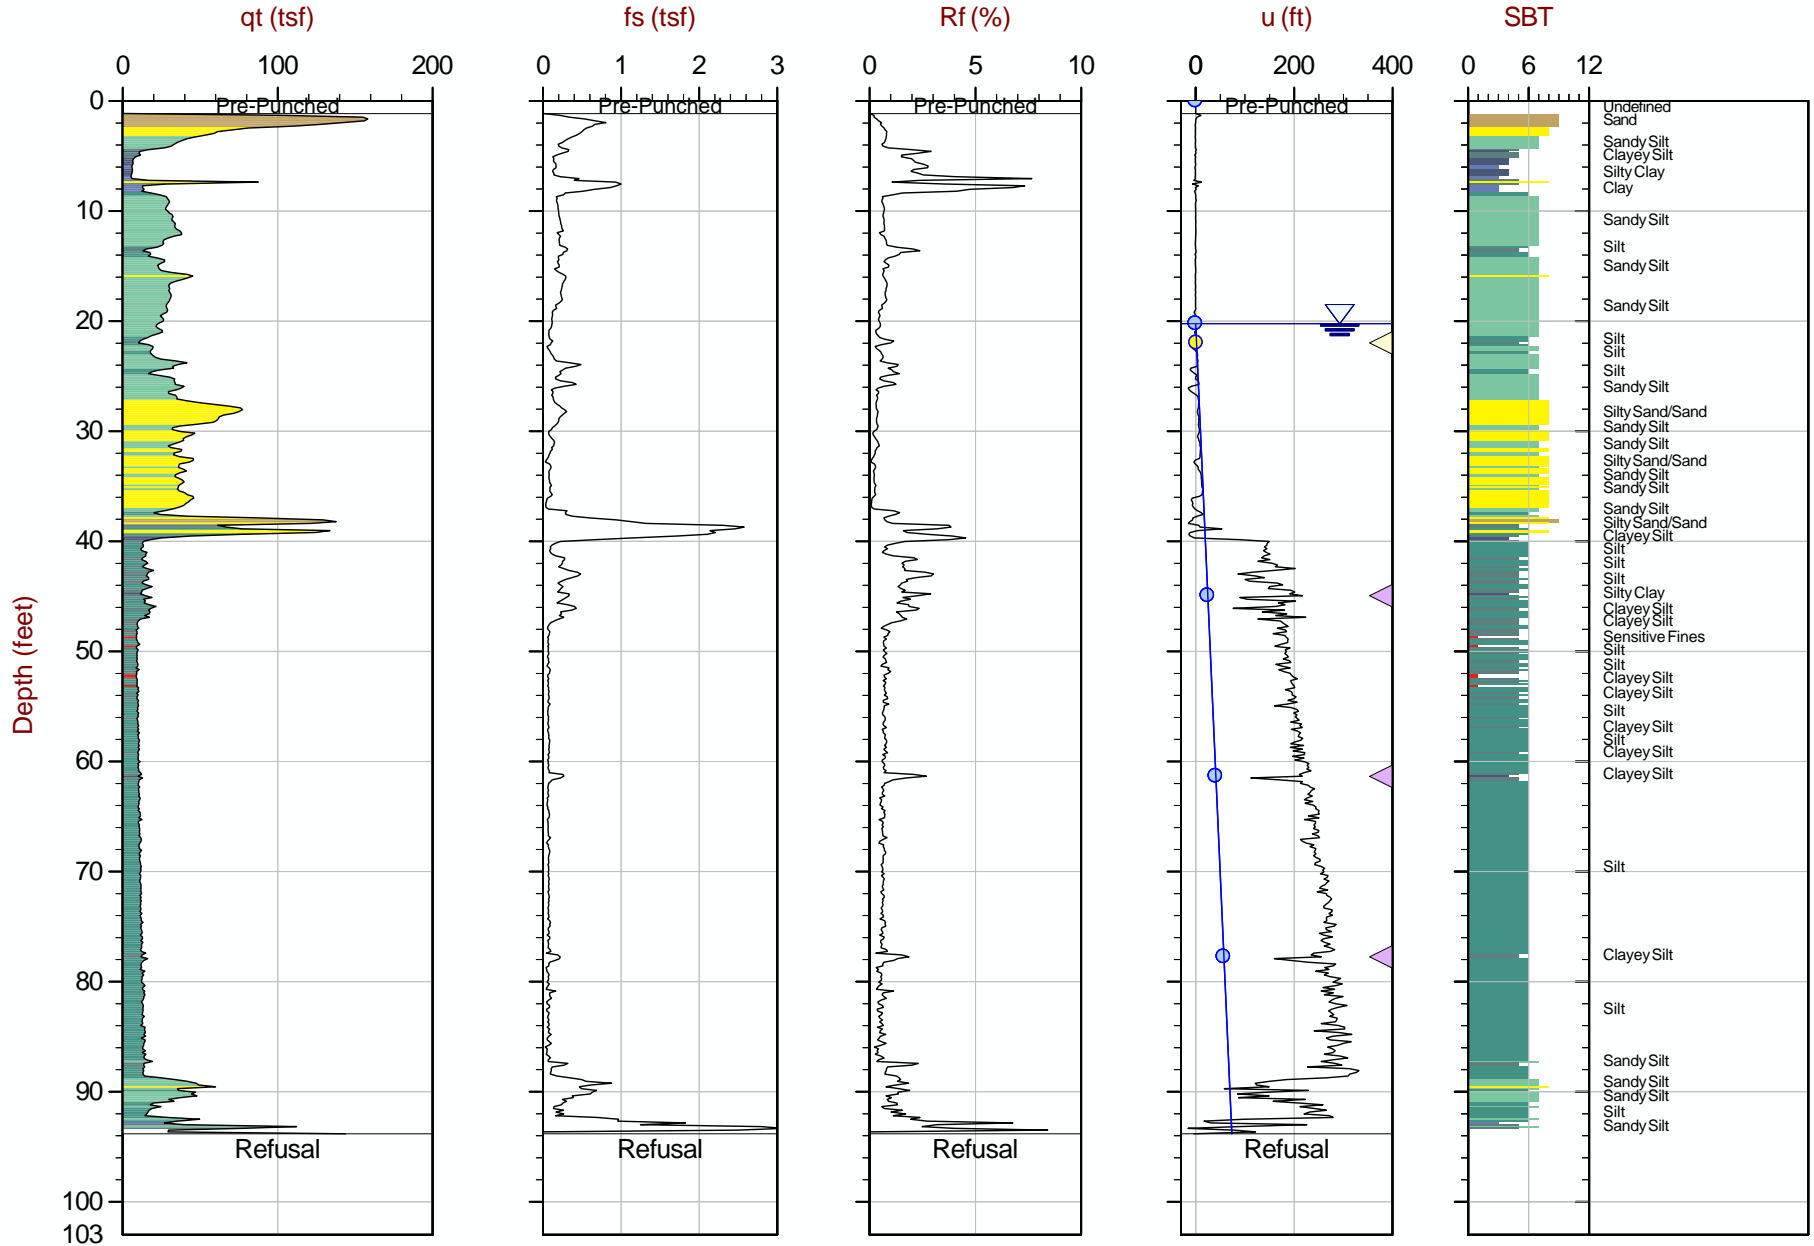 qt (tsf) fs (tsf) Rf (%) u (ft) SBT
0 100 200 0 1 2 3 0 5 10 0 200 400 0 6 12
0 Pre-Punched Pre-Punched Pre-Punched Pre-Punched Undefined
Sand
Sandy Silt
Clayey Silt
Silty Clay
Clay
10
Sandy Silt
Silt
Sandy Silt
Sandy Silt
20
Silt
Silt
Silt
Sandy Silt
Silty Sand/Sand
Sandy Silt
30
Sandy Silt
Silty Sand/Sand
Sandy Silt
Sandy Silt
Sandy Silt
Silty Sand/Sand
Clayey Silt
40
Silt
Silt
Silt
Silty Clay
Clayey Silt
Clayey Silt
Sensitive Fines
Silt
50
Silt
Clayey Silt
Clayey Silt
Silt
Clayey Silt
Silt
Clayey Silt
60
Clayey Silt
Depth (feet)
Silt
70
Clayey Silt
80
Silt
Sandy Silt
Sandy Silt
90
Sandy Silt
Silt
Sandy Silt
Refusal Refusal Refusal Refusal
100
103